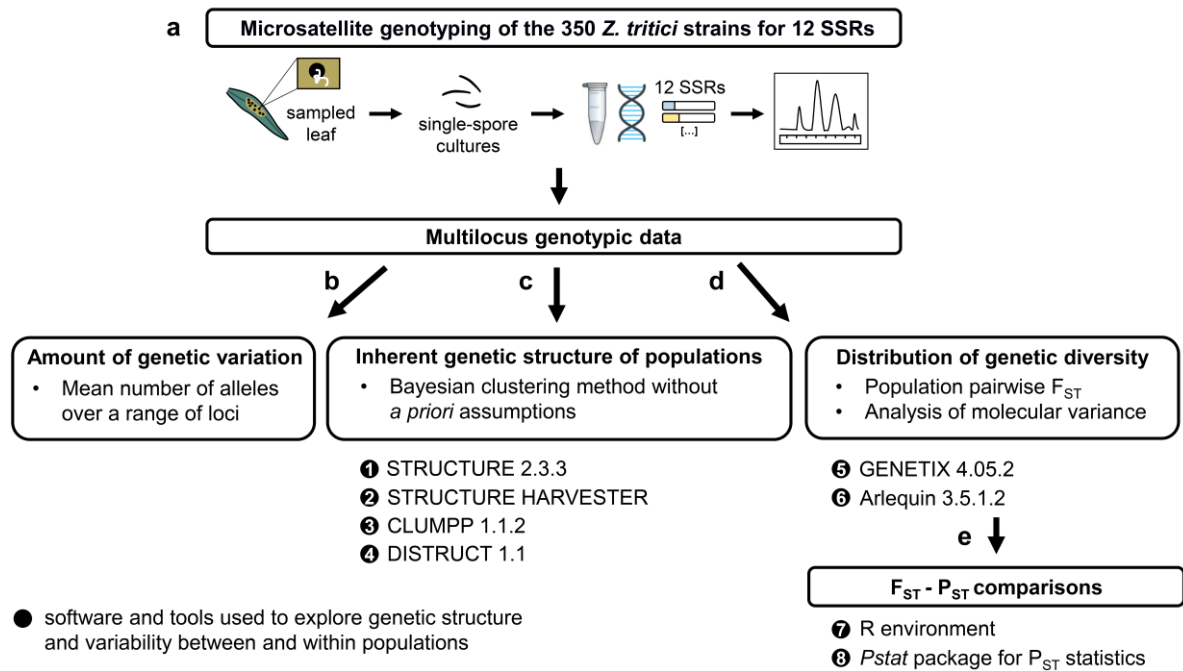 a
Microsatellite genotyping of the 350 Z. tritici strains for 12 SSRs
sampled
leaf
single-spore
cultures
12 SSRs
[...]
Multilocus genotypic data
b
c
d
Amount of genetic variation
• Mean number of alleles
over a range of loci
Inherent genetic structure of populations
• Bayesian clustering method without
a priori assumptions
Distribution of genetic diversity
• Population pairwise FST
• Analysis of molecular variance
❶ STRUCTURE 2.3.3
❷ STRUCTURE HARVESTER
❸ CLUMPP 1.1.2
❹ DISTRUCT 1.1
❺ GENETIX 4.05.2
❻ Arlequin 3.5.1.2
e
FST - PST comparisons
❼ R environment
❽ Pstat package for PST statistics
● software and tools used to explore genetic structure
and variability between and within populations